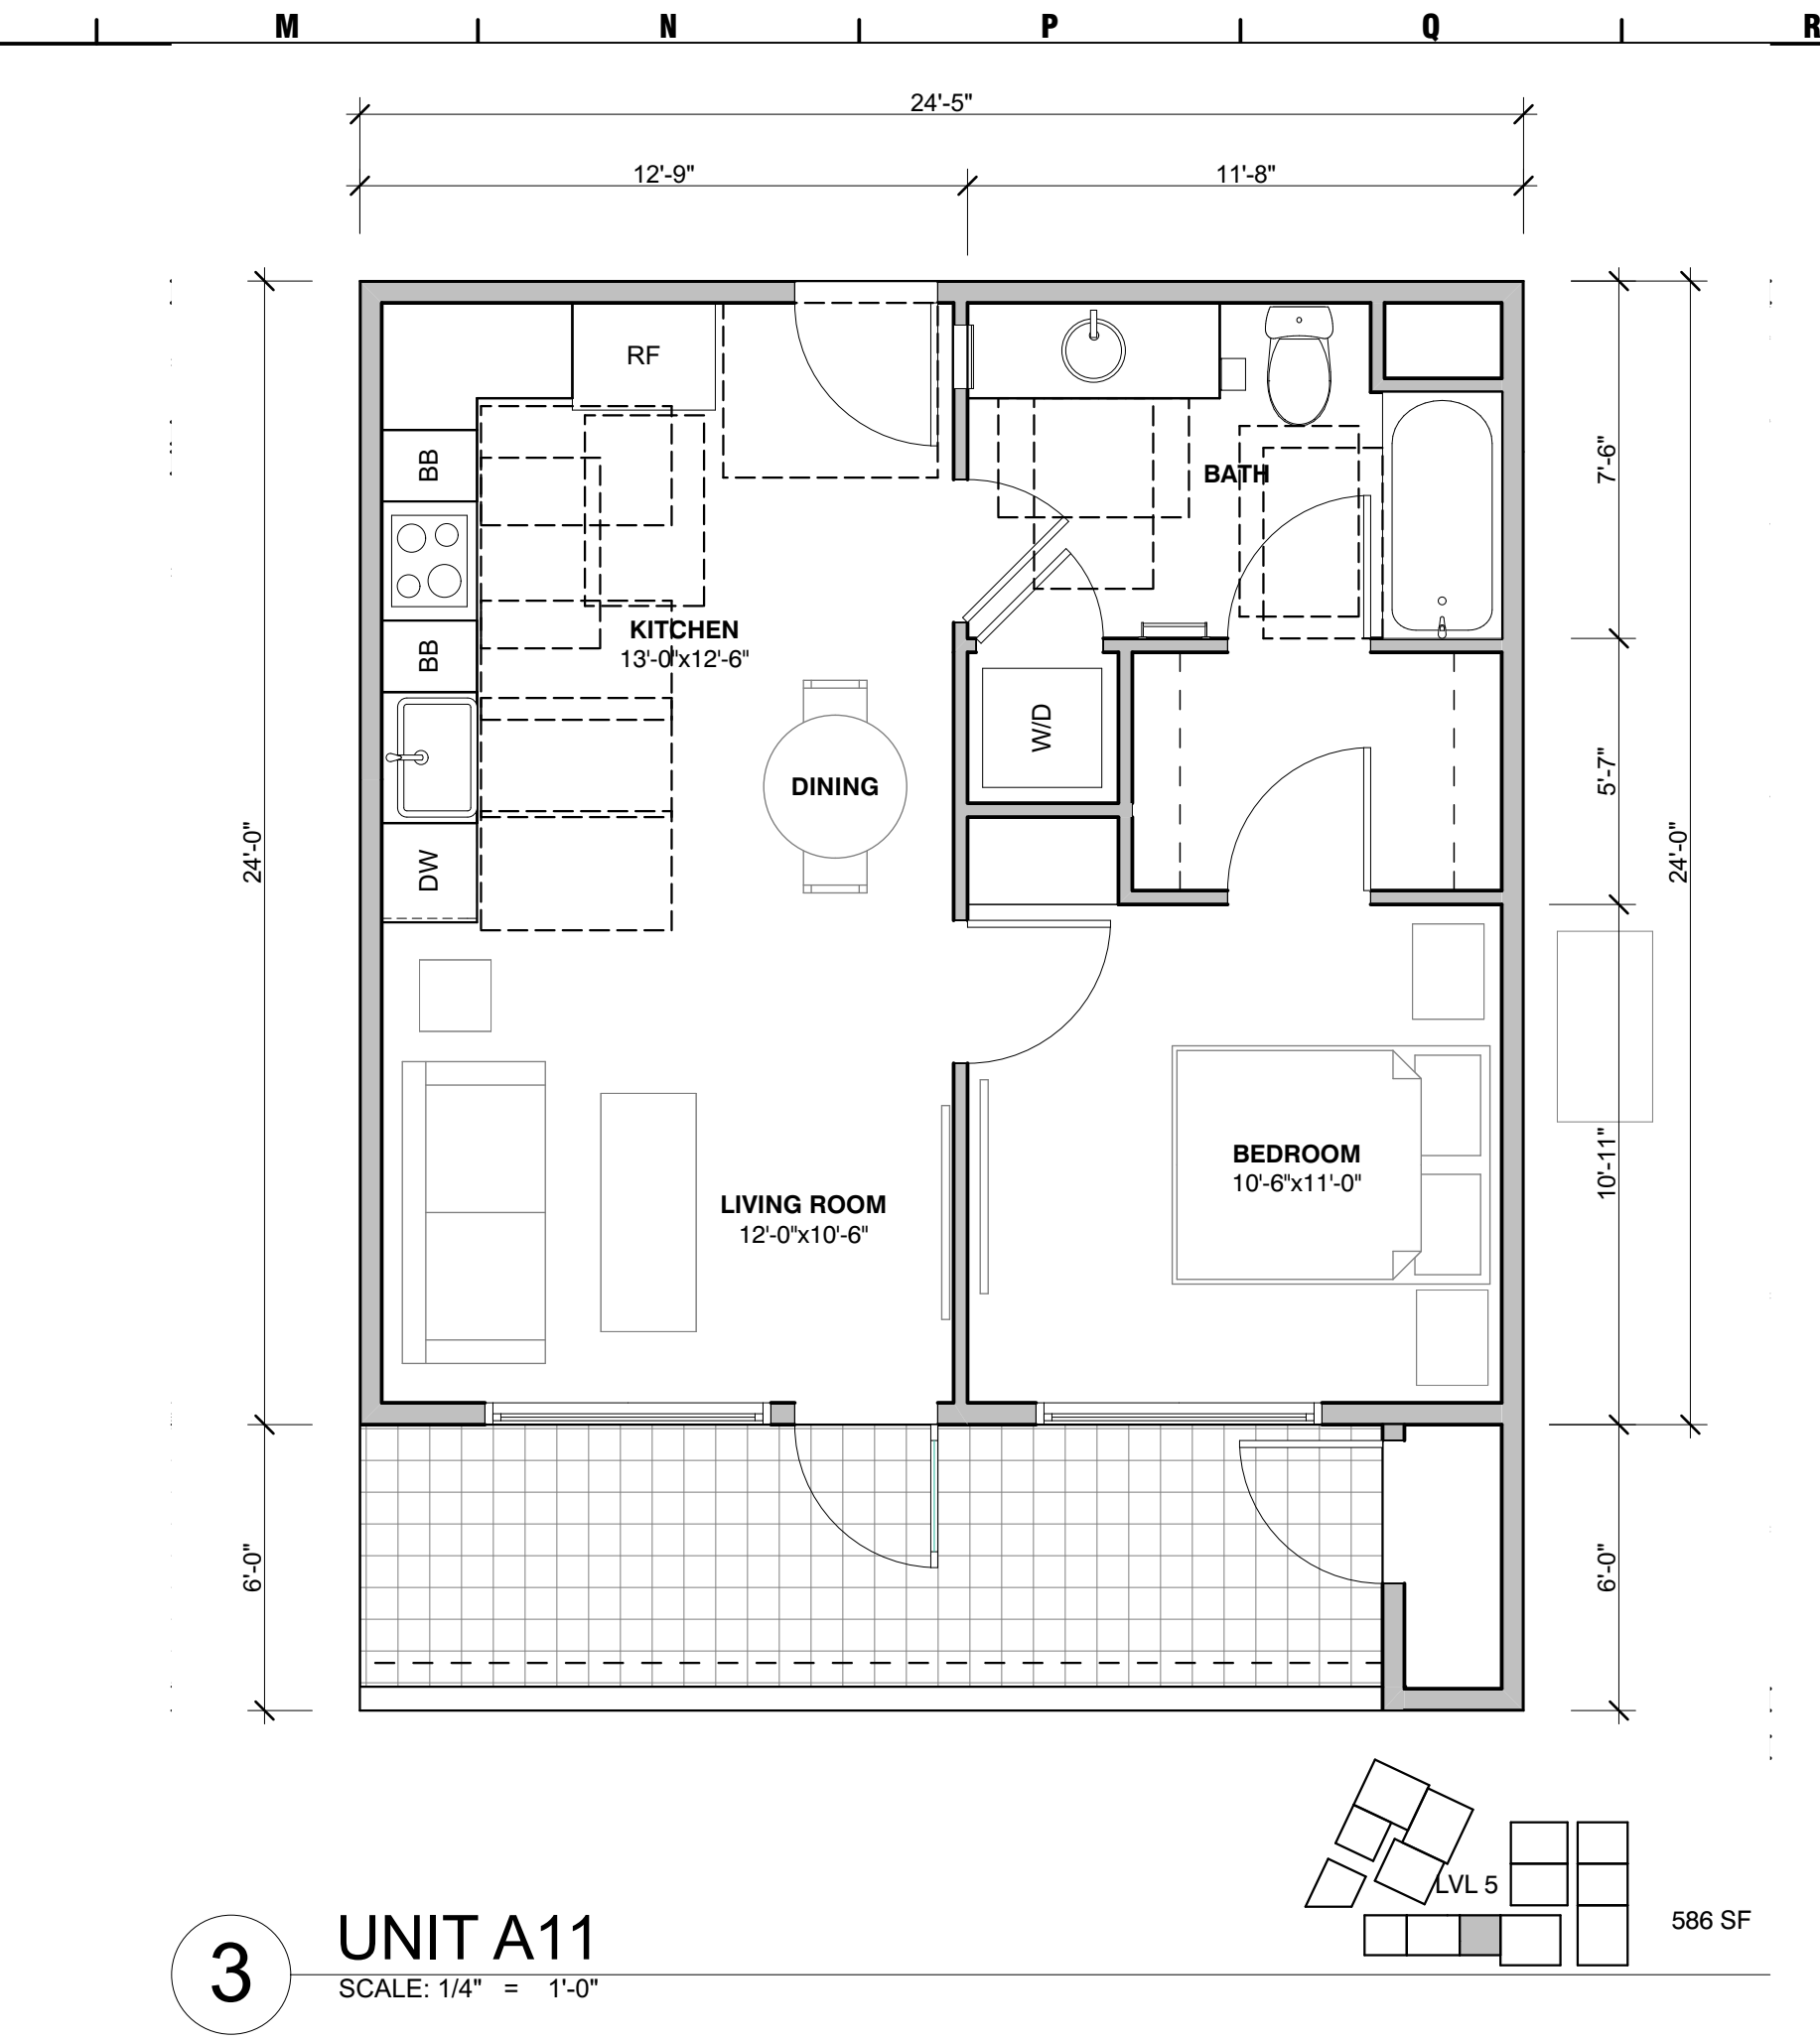 M N P Q R
24'-5"
12'-9" 11'-8"
RF
BB
BATH
7'-6"
KITCHEN
13'-0"x12'-6"
BB
W/D
DINING
5'-7"
24'-0"
24'-0"
DW
BEDROOM
10'-6"x11'-0"
10'-11"
LIVING ROOM
12'-0"x10'-6"
6'-0"
6'-0"
LVL 5
586 SF
3
UNIT A11
SCALE: 1/4" = 1'-0"